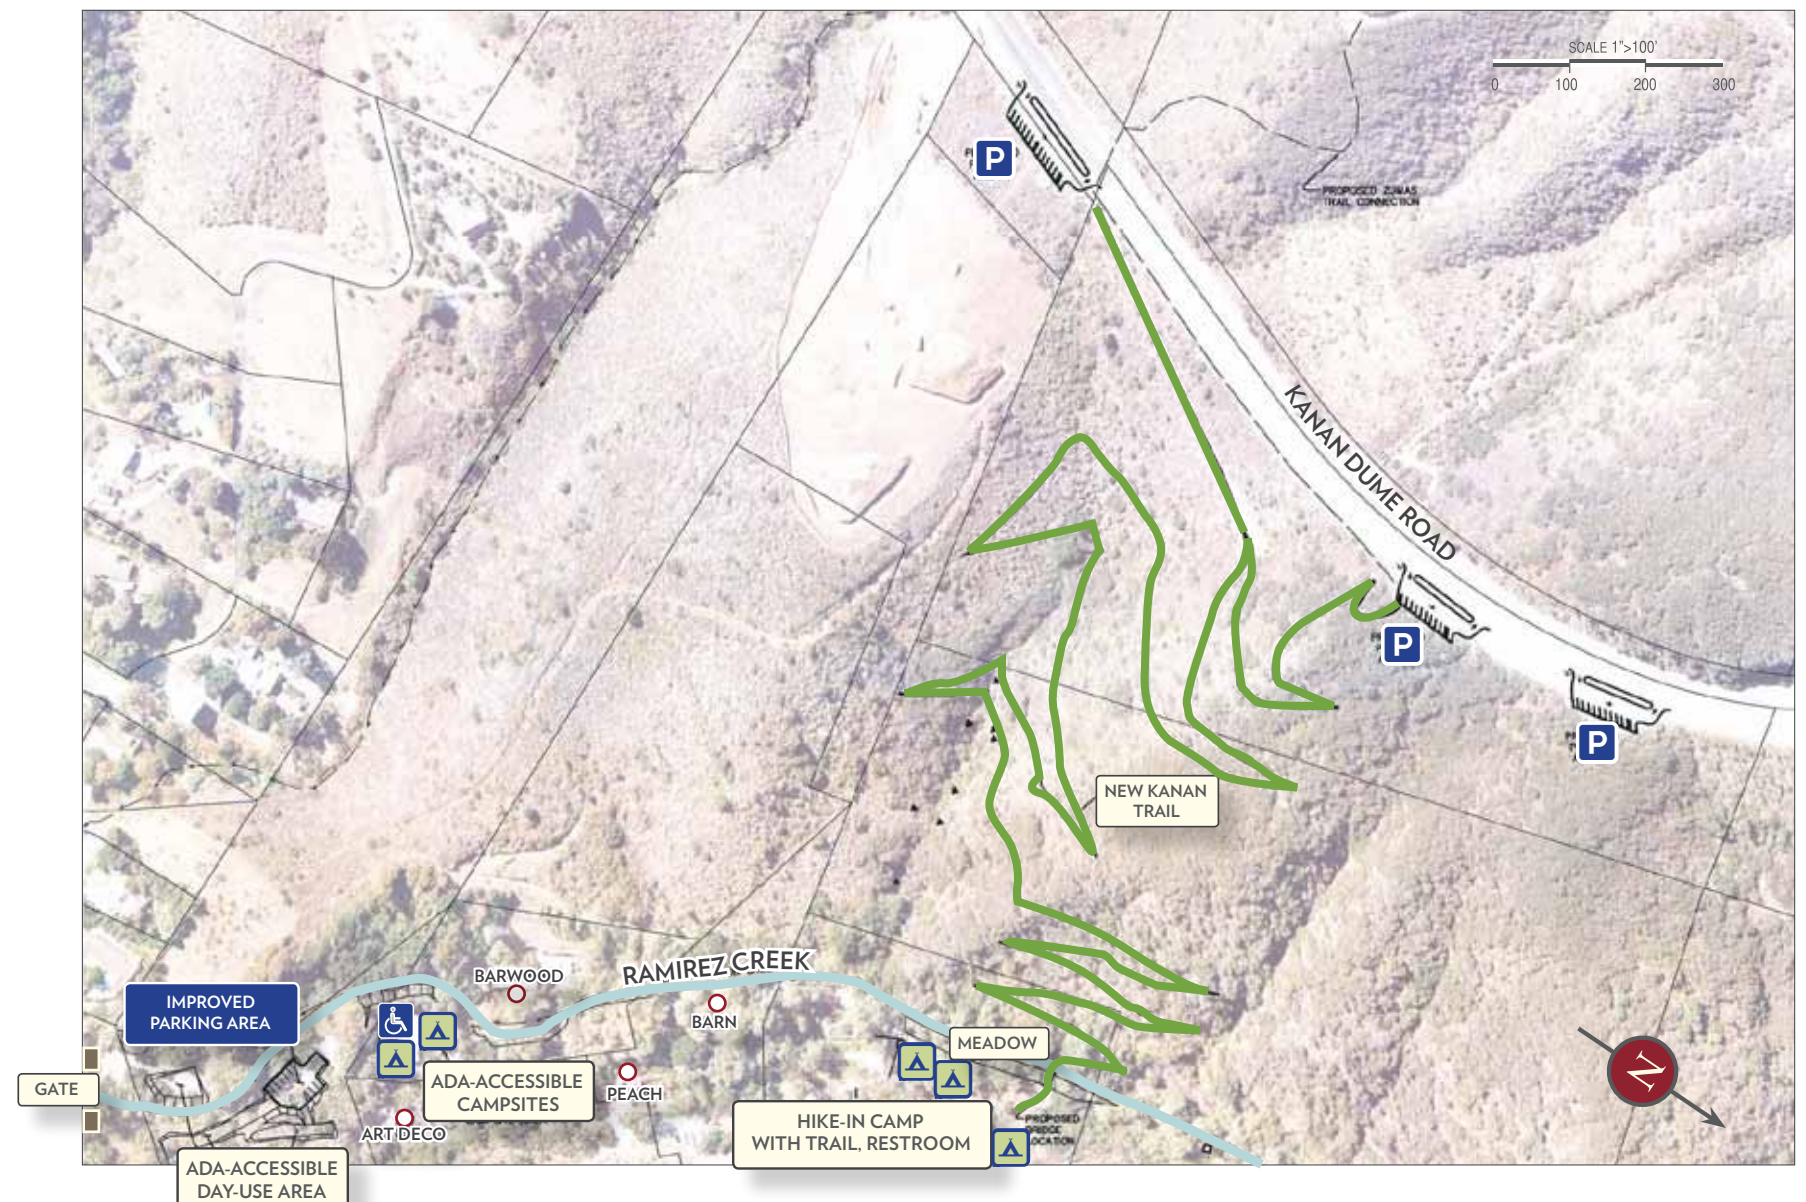 SCALE 1">100'
0 100 200 300
P
PROPOSED ZUMAS
TRAIL CONNECTION
KANAN DUME ROAD
P
P
NEW KANAN
TRAIL
RAMIREZ CREEK
BARWOOD
IMPROVED
PARKING AREA
BARN
MEADOW
GATE
ADA-ACCESSIBLE
CAMPSITES
PEACH
ART DECO
HIKE-IN CAMP
WITH TRAIL, RESTROOM
PROPOSED
BRIDGE
LOCATION
ADA-ACCESSIBLE
DAY-USE AREA
N